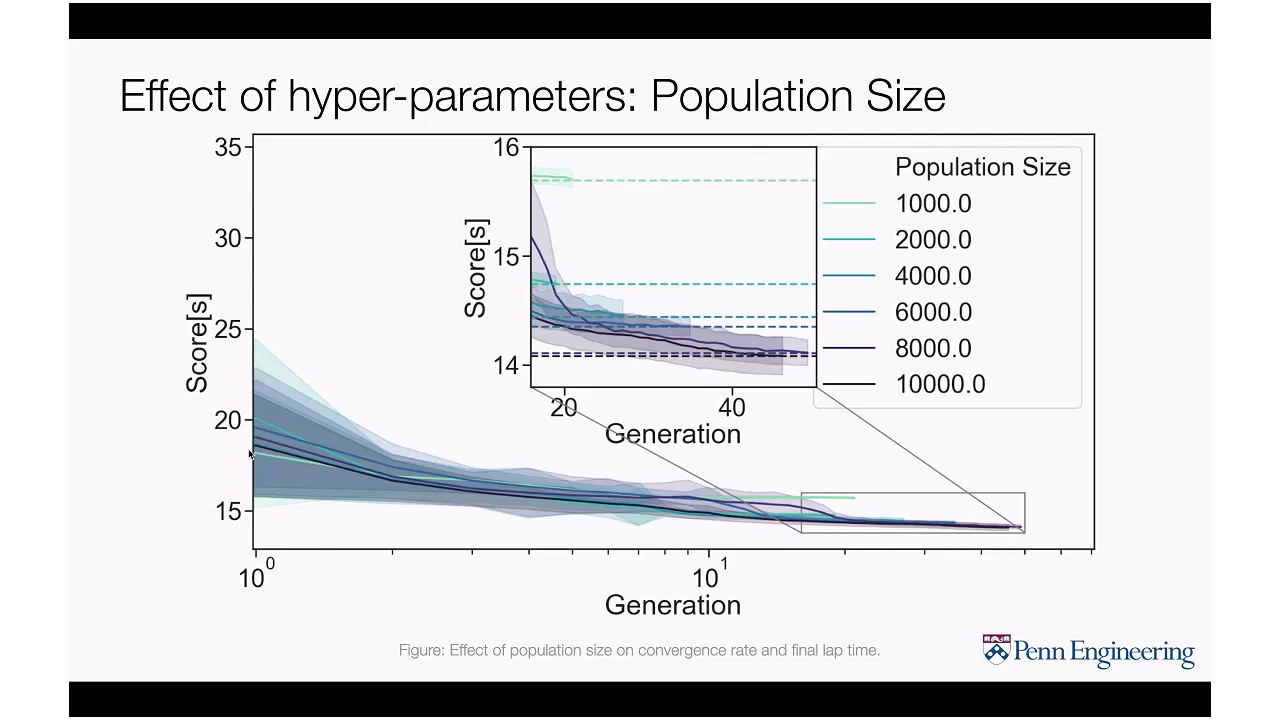 Effect of hyper-parameters: Population Size
35
30
25
20
15
Score[s]
10^0
10^1
Generation
16
15
14
Score[s]
20
40
Generation
Population Size
1000.0
2000.0
4000.0
6000.0
8000.0
10000.0
Figure: Effect of population size on convergence rate and final lap time.
Penn Engineering